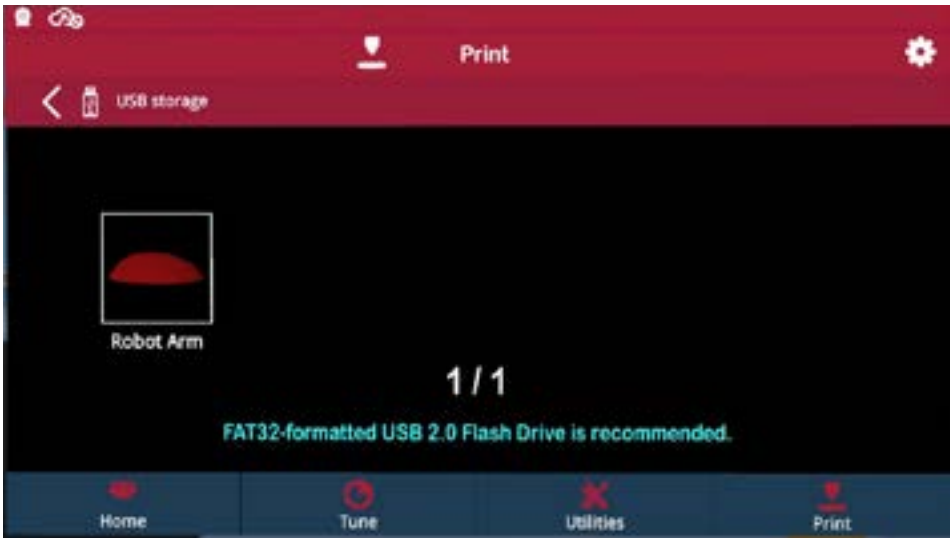 Print
USB storage
Robot Arm
1 / 1
FAT32-formatted USB 2.0 Flash Drive is recommended.
Home
Tune
Utilities
Print